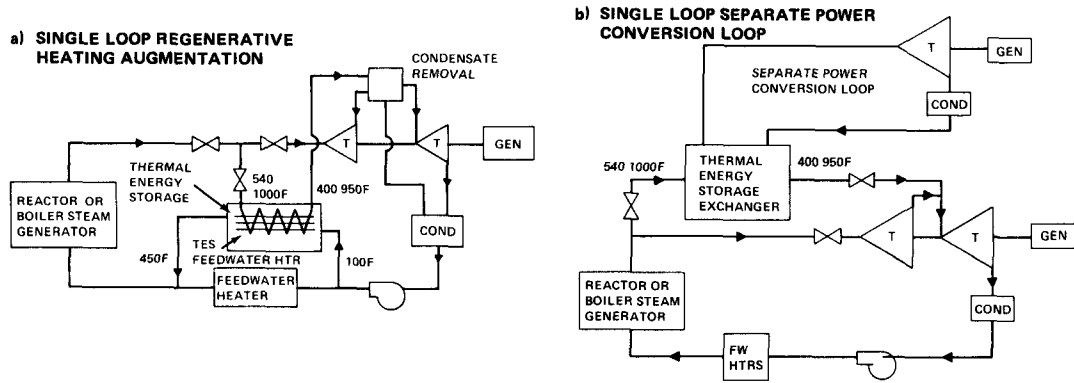 a) SINGLE LOOP REGENERATIVE
HEATING AUGMENTATION
CONDENSATE
REMOVAL
T
T
GEN
THERMAL
ENERGY
STORAGE
540
1000F
400 950F
REACTOR OR
BOILER STEAM
GENERATOR
COND
450F
TES
FEEDWATER HTR
100F
FEEDWATER
HEATER
b) SINGLE LOOP SEPARATE POWER
CONVERSION LOOP
T
GEN
SEPARATE POWER
CONVERSION LOOP
COND
540 1000F
THERMAL
ENERGY
STORAGE
EXCHANGER
400 950F
T
T
GEN
REACTOR OR
BOILER STEAM
GENERATOR
COND
FW
HTRS